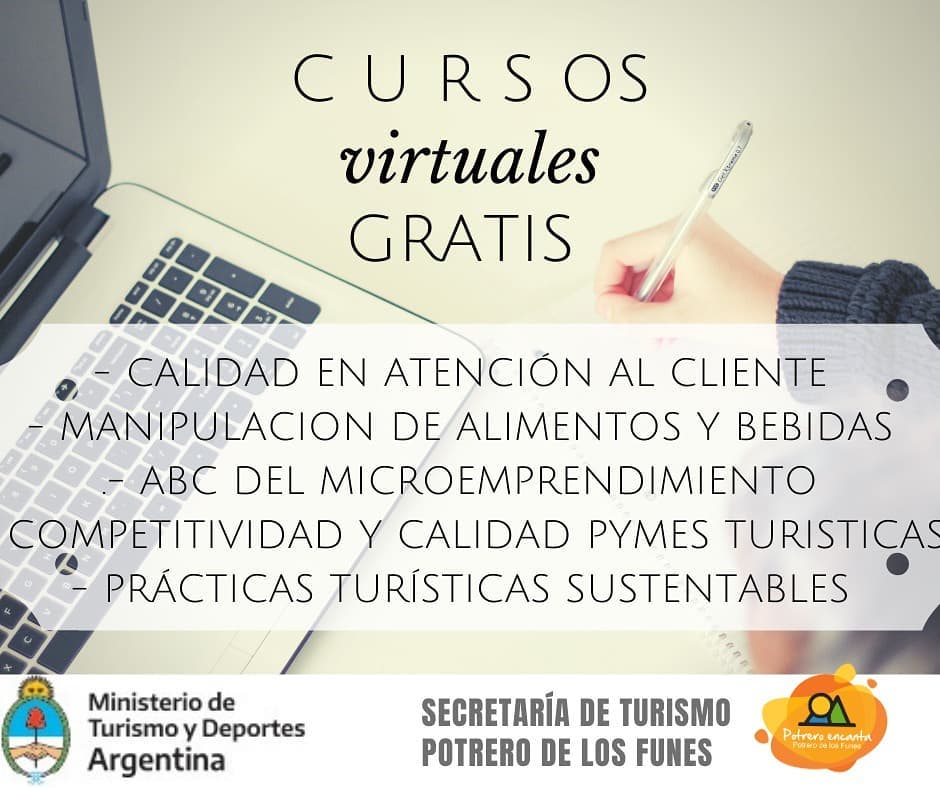 CURSOS
virtuales
GRATIS
- CALIDAD EN ATENCIÓN AL CLIENTE
- MANIPULACION DE ALIMENTOS Y BEBIDAS
.- ABC DEL MICROEMPRENDIMIENTO
COMPETITIVIDAD Y CALIDAD PYMES TURISTICAS
- PRÁCTICAS TURÍSTICAS SUSTENTABLES
Ministerio de
Turismo y Deportes
Argentina
SECRETARÍA DE TURISMO
POTRERO DE LOS FUNES
Potrero encanta
Potrero de los Funes